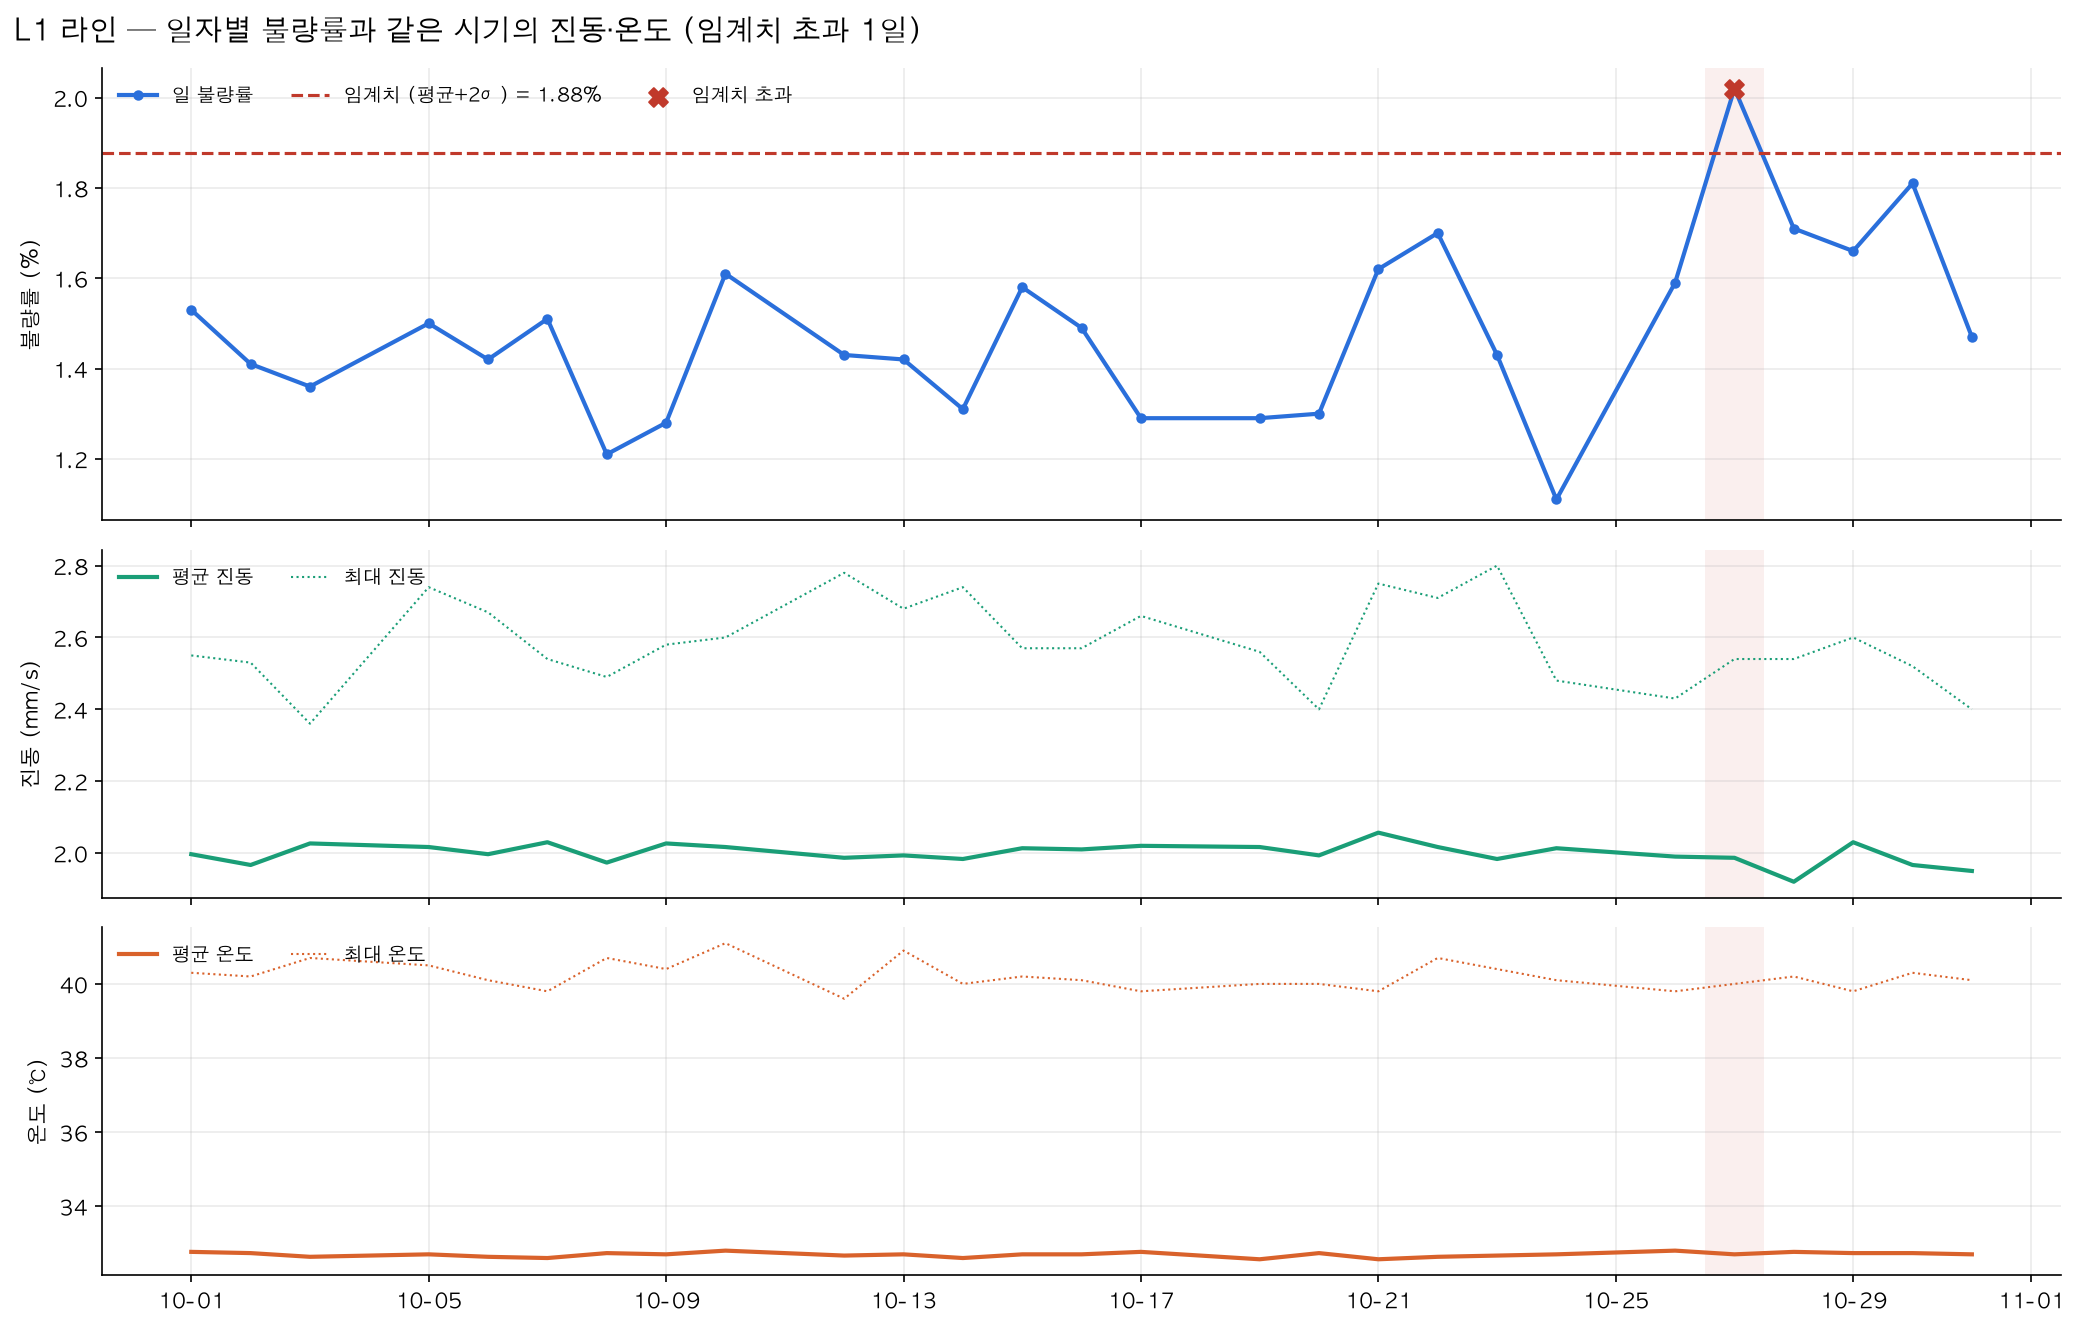 L1 라인 — 일자별 불량률과 같은 시기의 진동·온도 (임계치 초과 1일)
일 불량률 임계치 (평균+2σ ) = 1.88% 임계치 초과
불량률 (%)
2.0
1.8
1.6
1.4
1.2
평균 진동 최대 진동
진동 (mm/s)
2.8
2.6
2.4
2.2
2.0
평균 온도 최대 온도
온도 (℃)
40
38
36
34
10-01 10-05 10-09 10-13 10-17 10-21 10-25 10-29 11-01